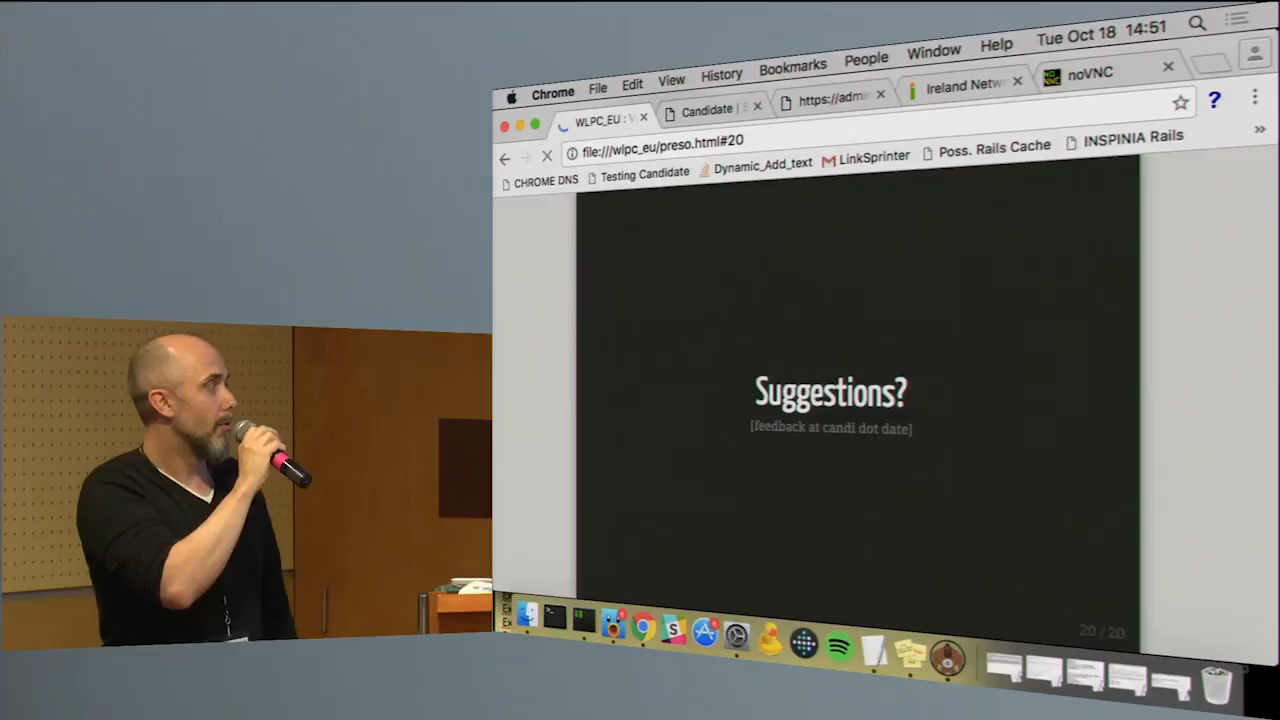 Chrome File Edit View History Bookmarks People Window Help Tue Oct 18 14:51
WLPC_EU : Candidate | https://admi Ireland Netw noVNC
file:///wlpc_eu/preso.html#20
?
CHROME DNS Testing Candidate Dynamic_Add_text LinkSprinter Poss. Rails Cache INSPINIA Rails
Suggestions?
[feedback at candi dot date]
20 / 20